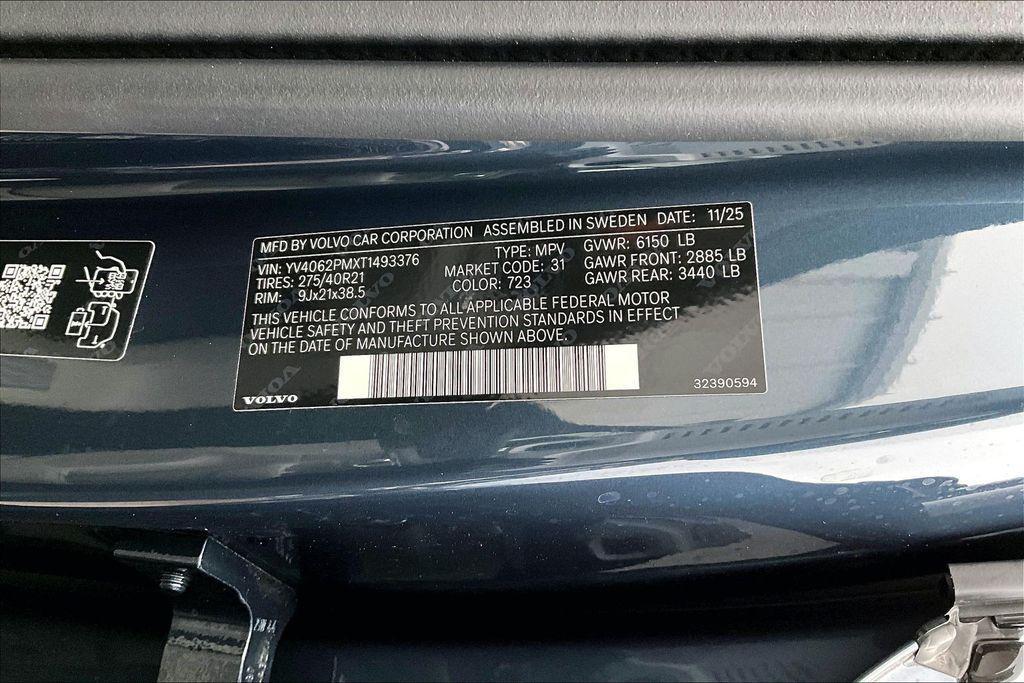 MFD BY VOLVO CAR CORPORATION ASSEMBLED IN SWEDEN DATE: 11/25
VIN: YV4062PMXT1493376 TYPE: MPV GVWR: 6150 LB
TIRES: 275/40R21 MARKET CODE: 31 GAWR FRONT: 2885 LB
RIM: 9Jx21x38.5 COLOR: 723 GAWR REAR: 3440 LB
THIS VEHICLE CONFORMS TO ALL APPLICABLE FEDERAL MOTOR
VEHICLE SAFETY AND THEFT PREVENTION STANDARDS IN EFFECT
ON THE DATE OF MANUFACTURE SHOWN ABOVE.
VOLVO 32390594